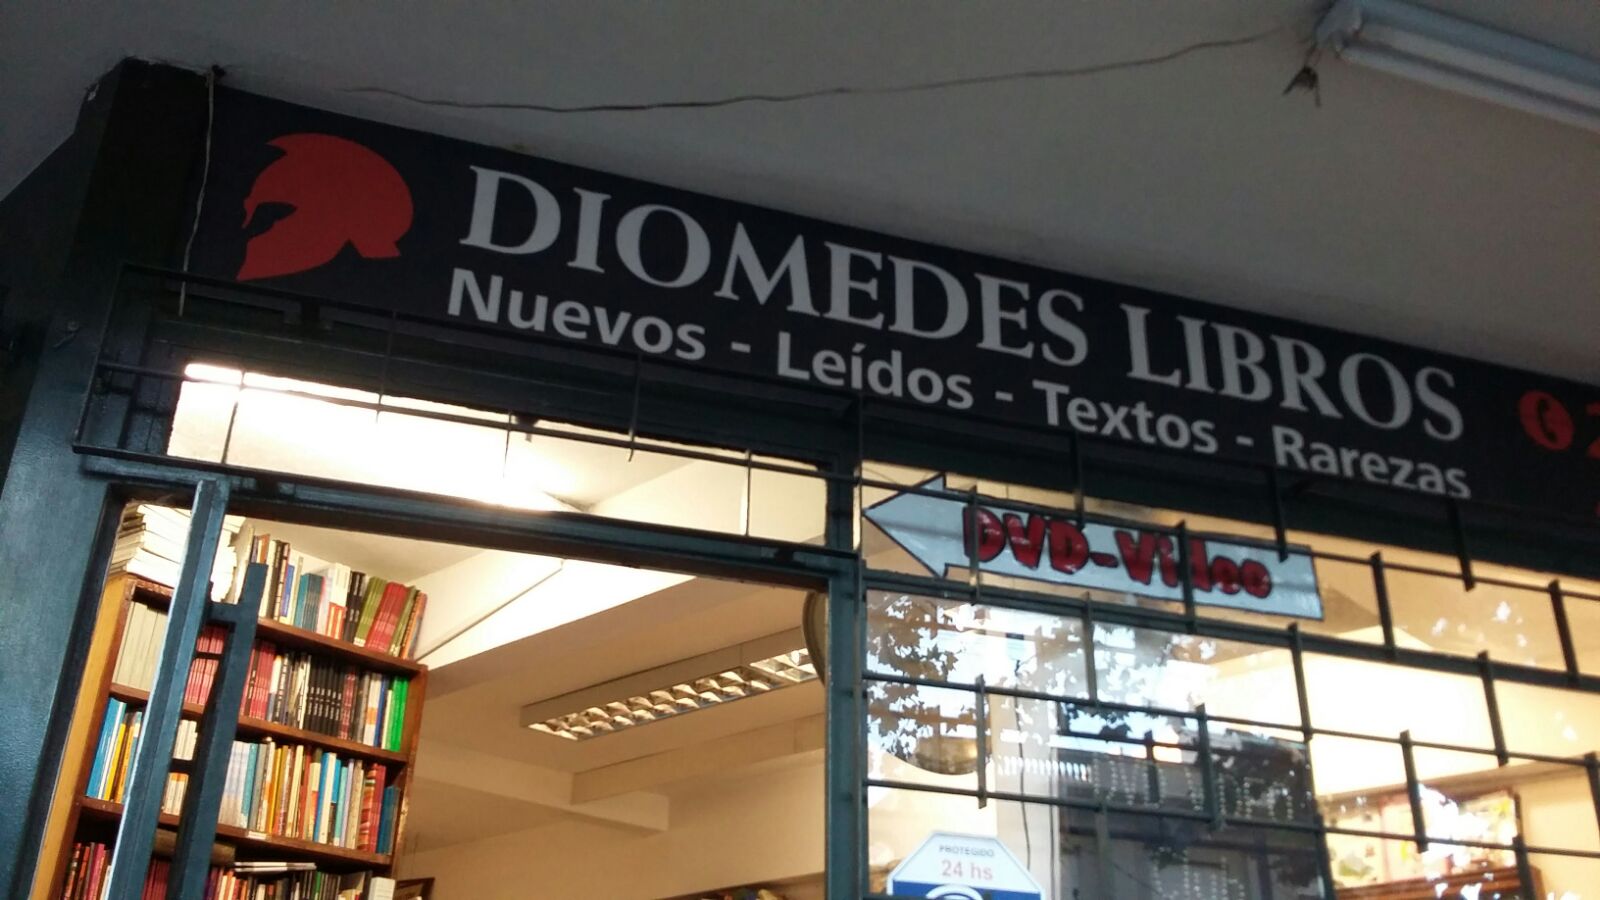 DIOMEDES LIBROS
Nuevos - Leídos - Textos - Rarezas
DVD-Video
PROTEGIDO
24 hs